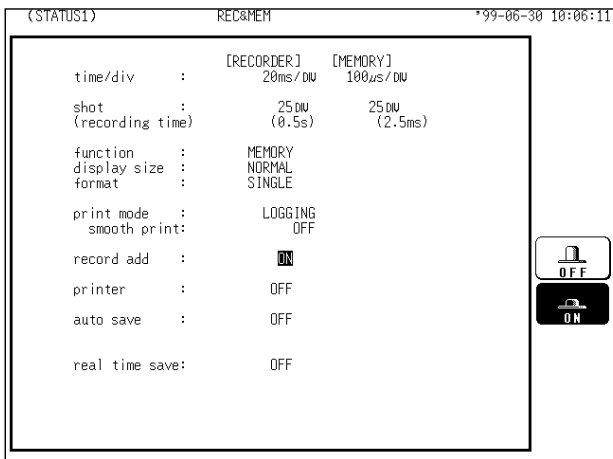 (STATUS1) REC&MEM '99-06-30 10:06:11
[RECORDER] [MEMORY]
time/div : 20ms/DIV 100µs/DIV
shot : 25DIV 25DIV
(recording time) (0.5s) (2.5ms)
function : MEMORY
display size : NORMAL
format : SINGLE
print mode : LOGGING
smooth print: OFF
record add : ON
printer : OFF
auto save : OFF
real time save: OFF
OFF
ON